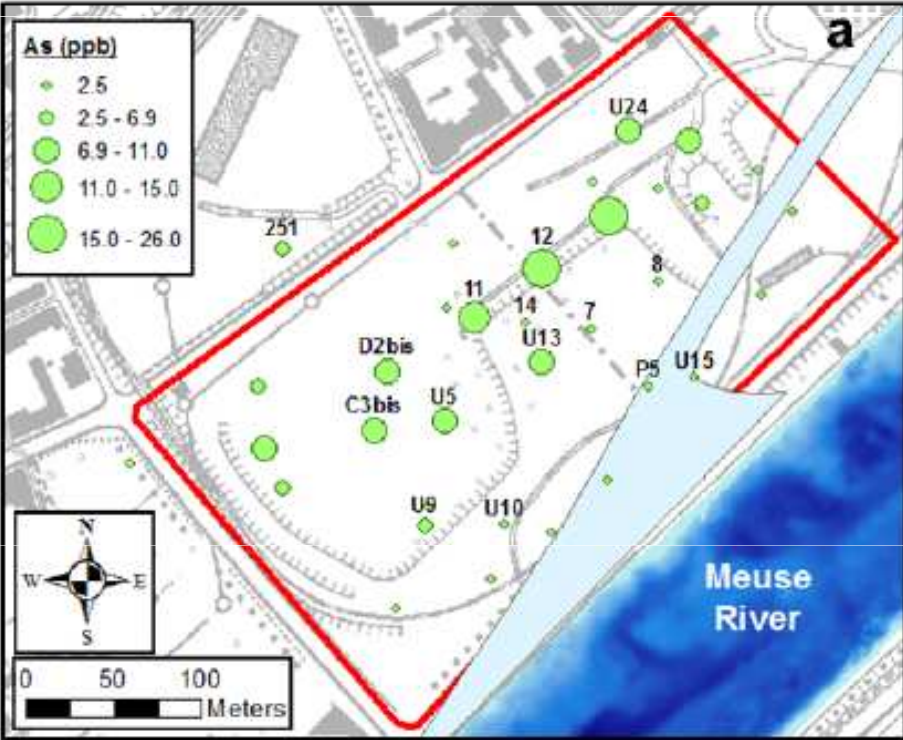 a
As (ppb)
2.5
2.5 - 6.9
6.9 - 11.0
11.0 - 15.0
15.0 - 26.0
U24
251
12
8
11
14
7
U13
D2bis
P5
U15
C3bis
U5
U9
U10
N
W
E
S
Meuse
River
0 50 100
Meters